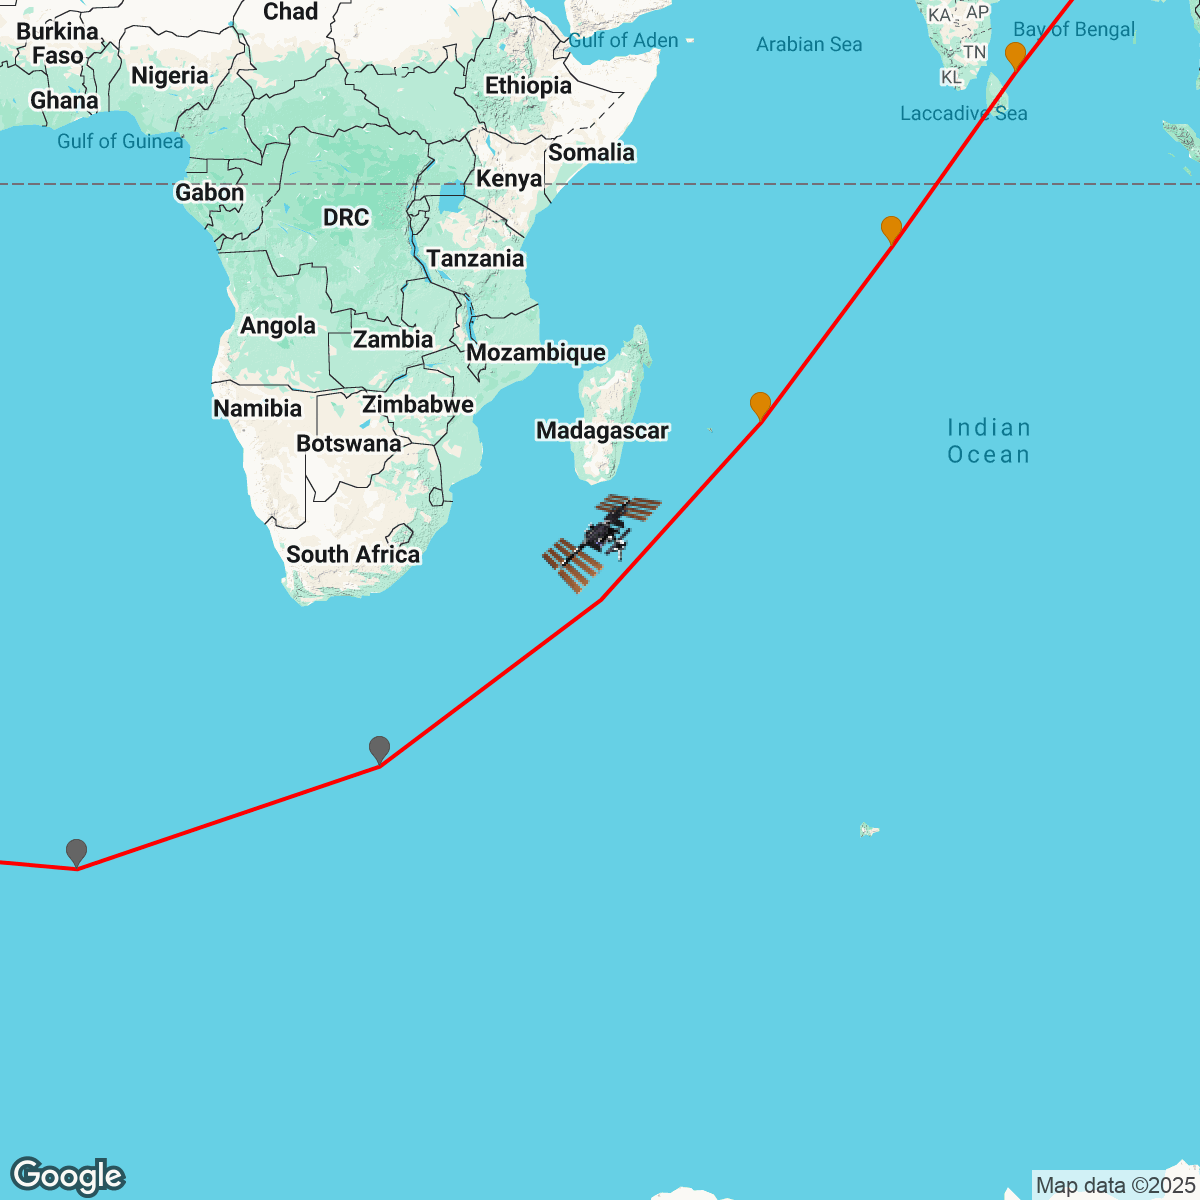 Chad
Burkina
Faso
Nigeria
Ghana
Gulf of Guinea
Gulf of Aden
Arabian Sea
KA
AP
Bay of Bengal
TN
KL
Laccadive Sea
Ethiopia
Somalia
Kenya
Gabon
DRC
Tanzania
Angola
Zambia
Mozambique
Namibia
Zimbabwe
Botswana
Madagascar
Indian
Ocean
South Africa
Google
Map data ©2025